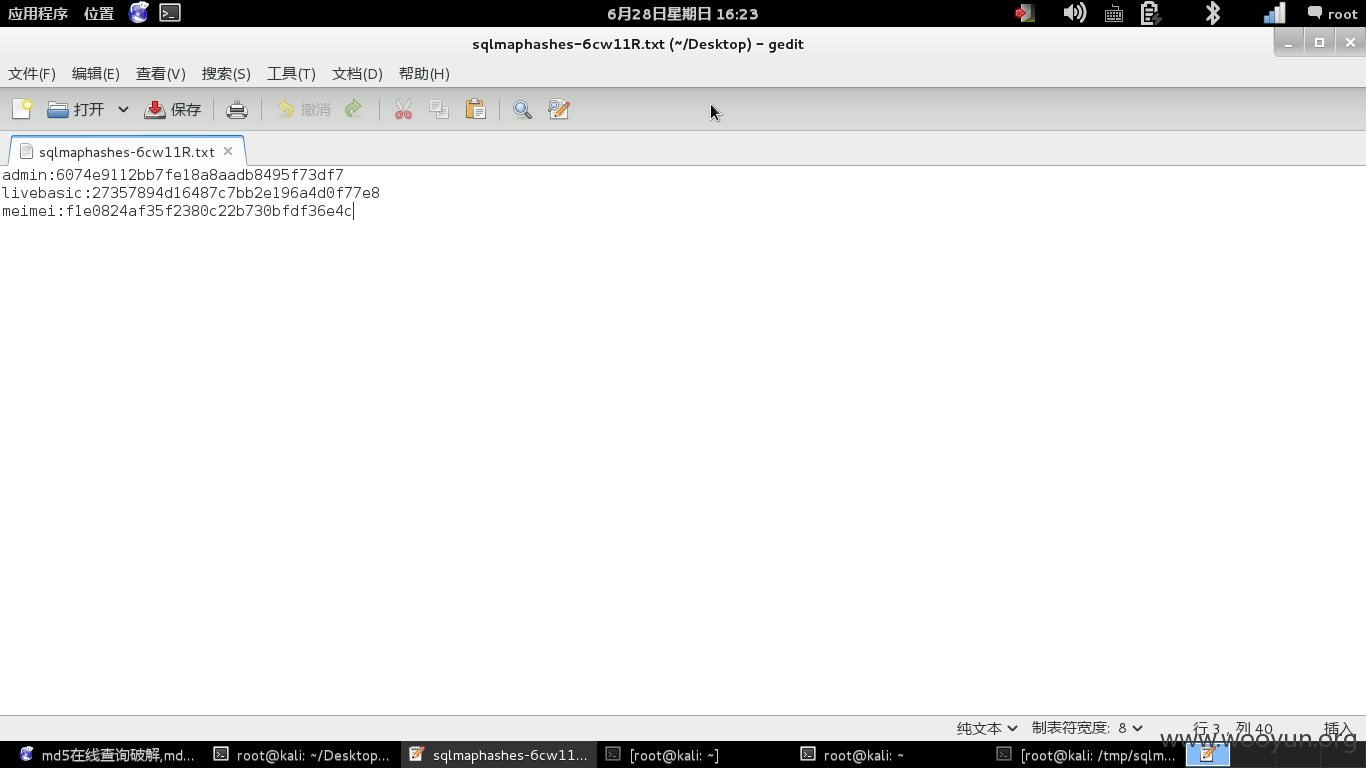 应用程序 位置 6月28日星期日 16:23 root
sqlmaphashes-6cw11R.txt (~/Desktop) - gedit
文件(F) 编辑(E) 查看(V) 搜索(S) 工具(T) 文档(D) 帮助(H)
打开 保存 撤消
sqlmaphashes-6cw11R.txt
admin:6074e9112bb7fe18a8aadb8495f73df7
livebasic:27357894d16487c7bb2e196a4d0f77e8
meimei:f1e0824af35f2380c22b730bfdf36e4c
纯文本 制表符宽度: 8 行 3, 列 40 插入
www.wooyun.org
md5在线查询破解,md... root@kali: ~/Desktop... sqlmaphashes-6cw11... [root@kali: ~] root@kali: ~ [root@kali: /tmp/sqlm...